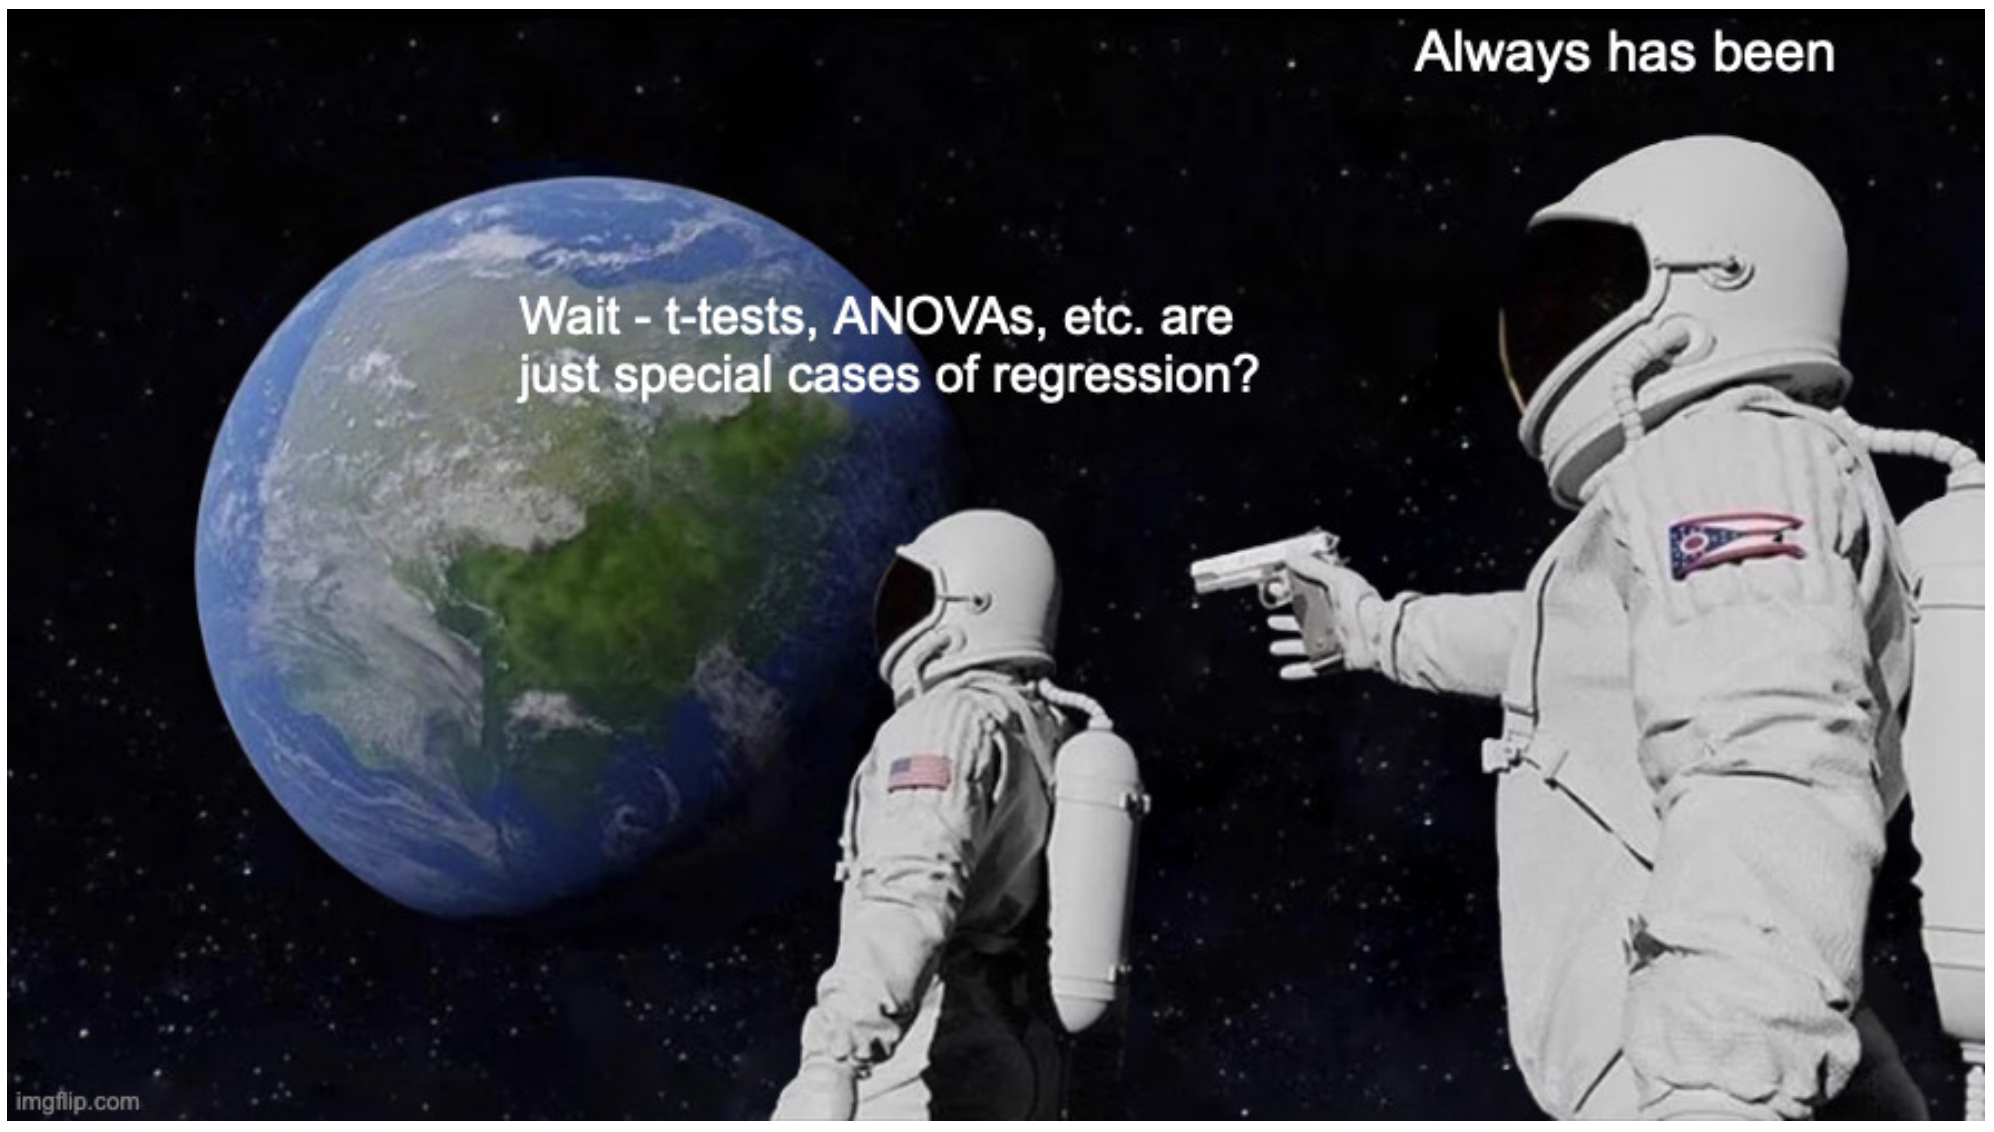 Always has been
Wait - t-tests, ANOVAs, etc. are
just special cases of regression?
imgflip.com